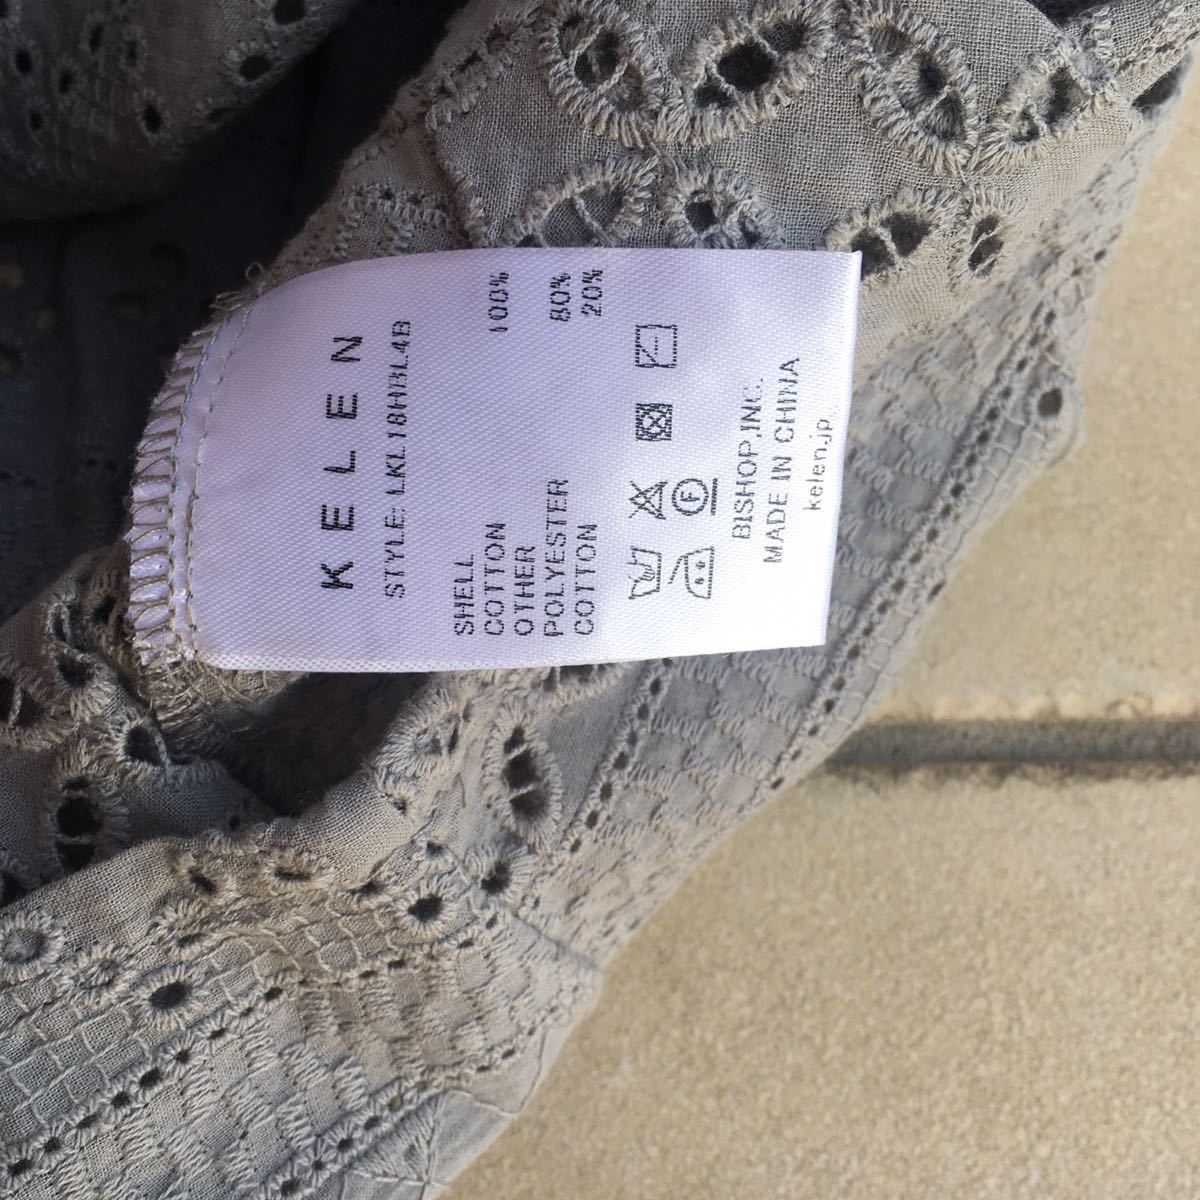 KELEN
STYLE: LKL18HBL4B
SHELL
COTTON 100%
OTHER
POLYESTER 80%
COTTON 20%
F
BISHOP,INC.
MADE IN CHINA
kelen.jp